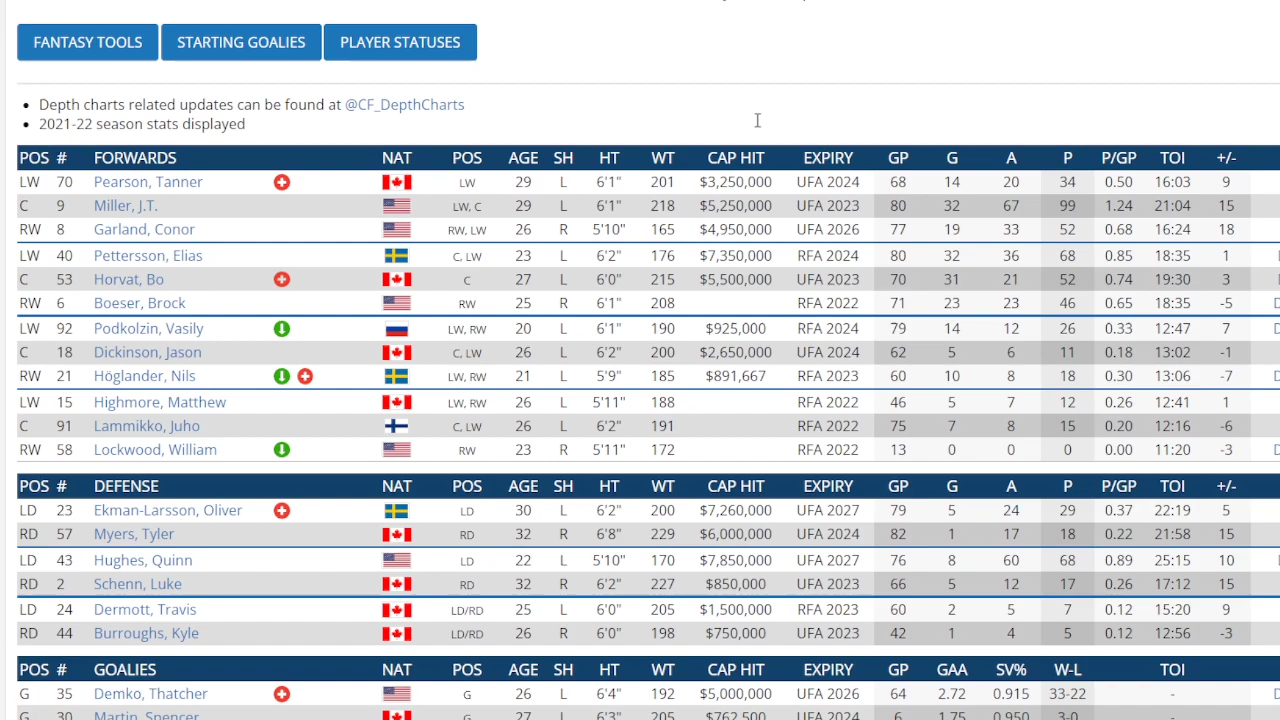 FANTASY TOOLS STARTING GOALIES PLAYER STATUSES
Depth charts related updates can be found at @CF_DepthCharts
2021-22 season stats displayed
POS # FORWARDS NAT POS AGE SH HT WT CAP HIT EXPIRY GP G A P P/GP TOI +/-
LW 70 Pearson, Tanner LW 29 L 6'1" 201 $3,250,000 UFA 2024 68 14 20 34 0.50 16:03 9
C 9 Miller, J.T. LW, C 29 L 6'1" 218 $5,250,000 UFA 2023 80 32 67 99 1.24 21:04 15
RW 8 Garland, Conor RW, LW 26 R 5'10" 165 $4,950,000 UFA 2026 77 19 33 52 0.68 16:24 18
LW 40 Pettersson, Elias C, LW 23 L 6'2" 176 $7,350,000 RFA 2024 80 32 36 68 0.85 18:35 1
C 53 Horvat, Bo C 27 L 6'0" 215 $5,500,000 UFA 2023 70 31 21 52 0.74 19:30 3
RW 6 Boeser, Brock RW 25 R 6'1" 208 RFA 2022 71 23 23 46 0.65 18:35 -5
LW 92 Podkolzin, Vasily LW, RW 20 L 6'1" 190 $925,000 RFA 2024 79 14 12 26 0.33 12:47 7
C 18 Dickinson, Jason C, LW 26 L 6'2" 200 $2,650,000 UFA 2024 62 5 6 11 0.18 13:02 -1
RW 21 Höglander, Nils LW, RW 21 L 5'9" 185 $891,667 RFA 2023 60 10 8 18 0.30 13:06 -7
LW 15 Highmore, Matthew LW, RW 26 L 5'11" 188 RFA 2022 46 5 7 12 0.26 12:41 1
C 91 Lammikko, Juho C, LW 26 L 6'2" 191 RFA 2022 75 7 8 15 0.20 12:16 -6
RW 58 Lockwood, William RW 23 R 5'11" 172 RFA 2022 13 0 0 0 0.00 11:20 -3
POS # DEFENSE NAT POS AGE SH HT WT CAP HIT EXPIRY GP G A P P/GP TOI +/-
LD 23 Ekman-Larsson, Oliver LD 30 L 6'2" 200 $7,260,000 UFA 2027 79 5 24 29 0.37 22:19 5
RD 57 Myers, Tyler RD 32 R 6'8" 229 $6,000,000 UFA 2024 82 1 17 18 0.22 21:58 15
LD 43 Hughes, Quinn LD 22 L 5'10" 170 $7,850,000 UFA 2027 76 8 60 68 0.89 25:15 10
RD 2 Schenn, Luke RD 32 R 6'2" 227 $850,000 UFA 2023 66 5 12 17 0.26 17:12 15
LD 24 Dermott, Travis LD/RD 25 L 6'0" 205 $1,500,000 RFA 2023 60 2 5 7 0.12 15:20 9
RD 44 Burroughs, Kyle LD/RD 26 R 6'0" 198 $750,000 UFA 2023 42 1 4 5 0.12 12:56 -3
POS # GOALIES NAT POS AGE SH HT WT CAP HIT EXPIRY GP GAA SV% W-L TOI
G 35 Demko, Thatcher G 26 L 6'4" 192 $5,000,000 UFA 2026 64 2.72 0.915 33-22 -
G 30 Martin, Spencer G 27 L 6'3" 205 $762,500 UFA 2024 6 1.75 0.950 3-0 -